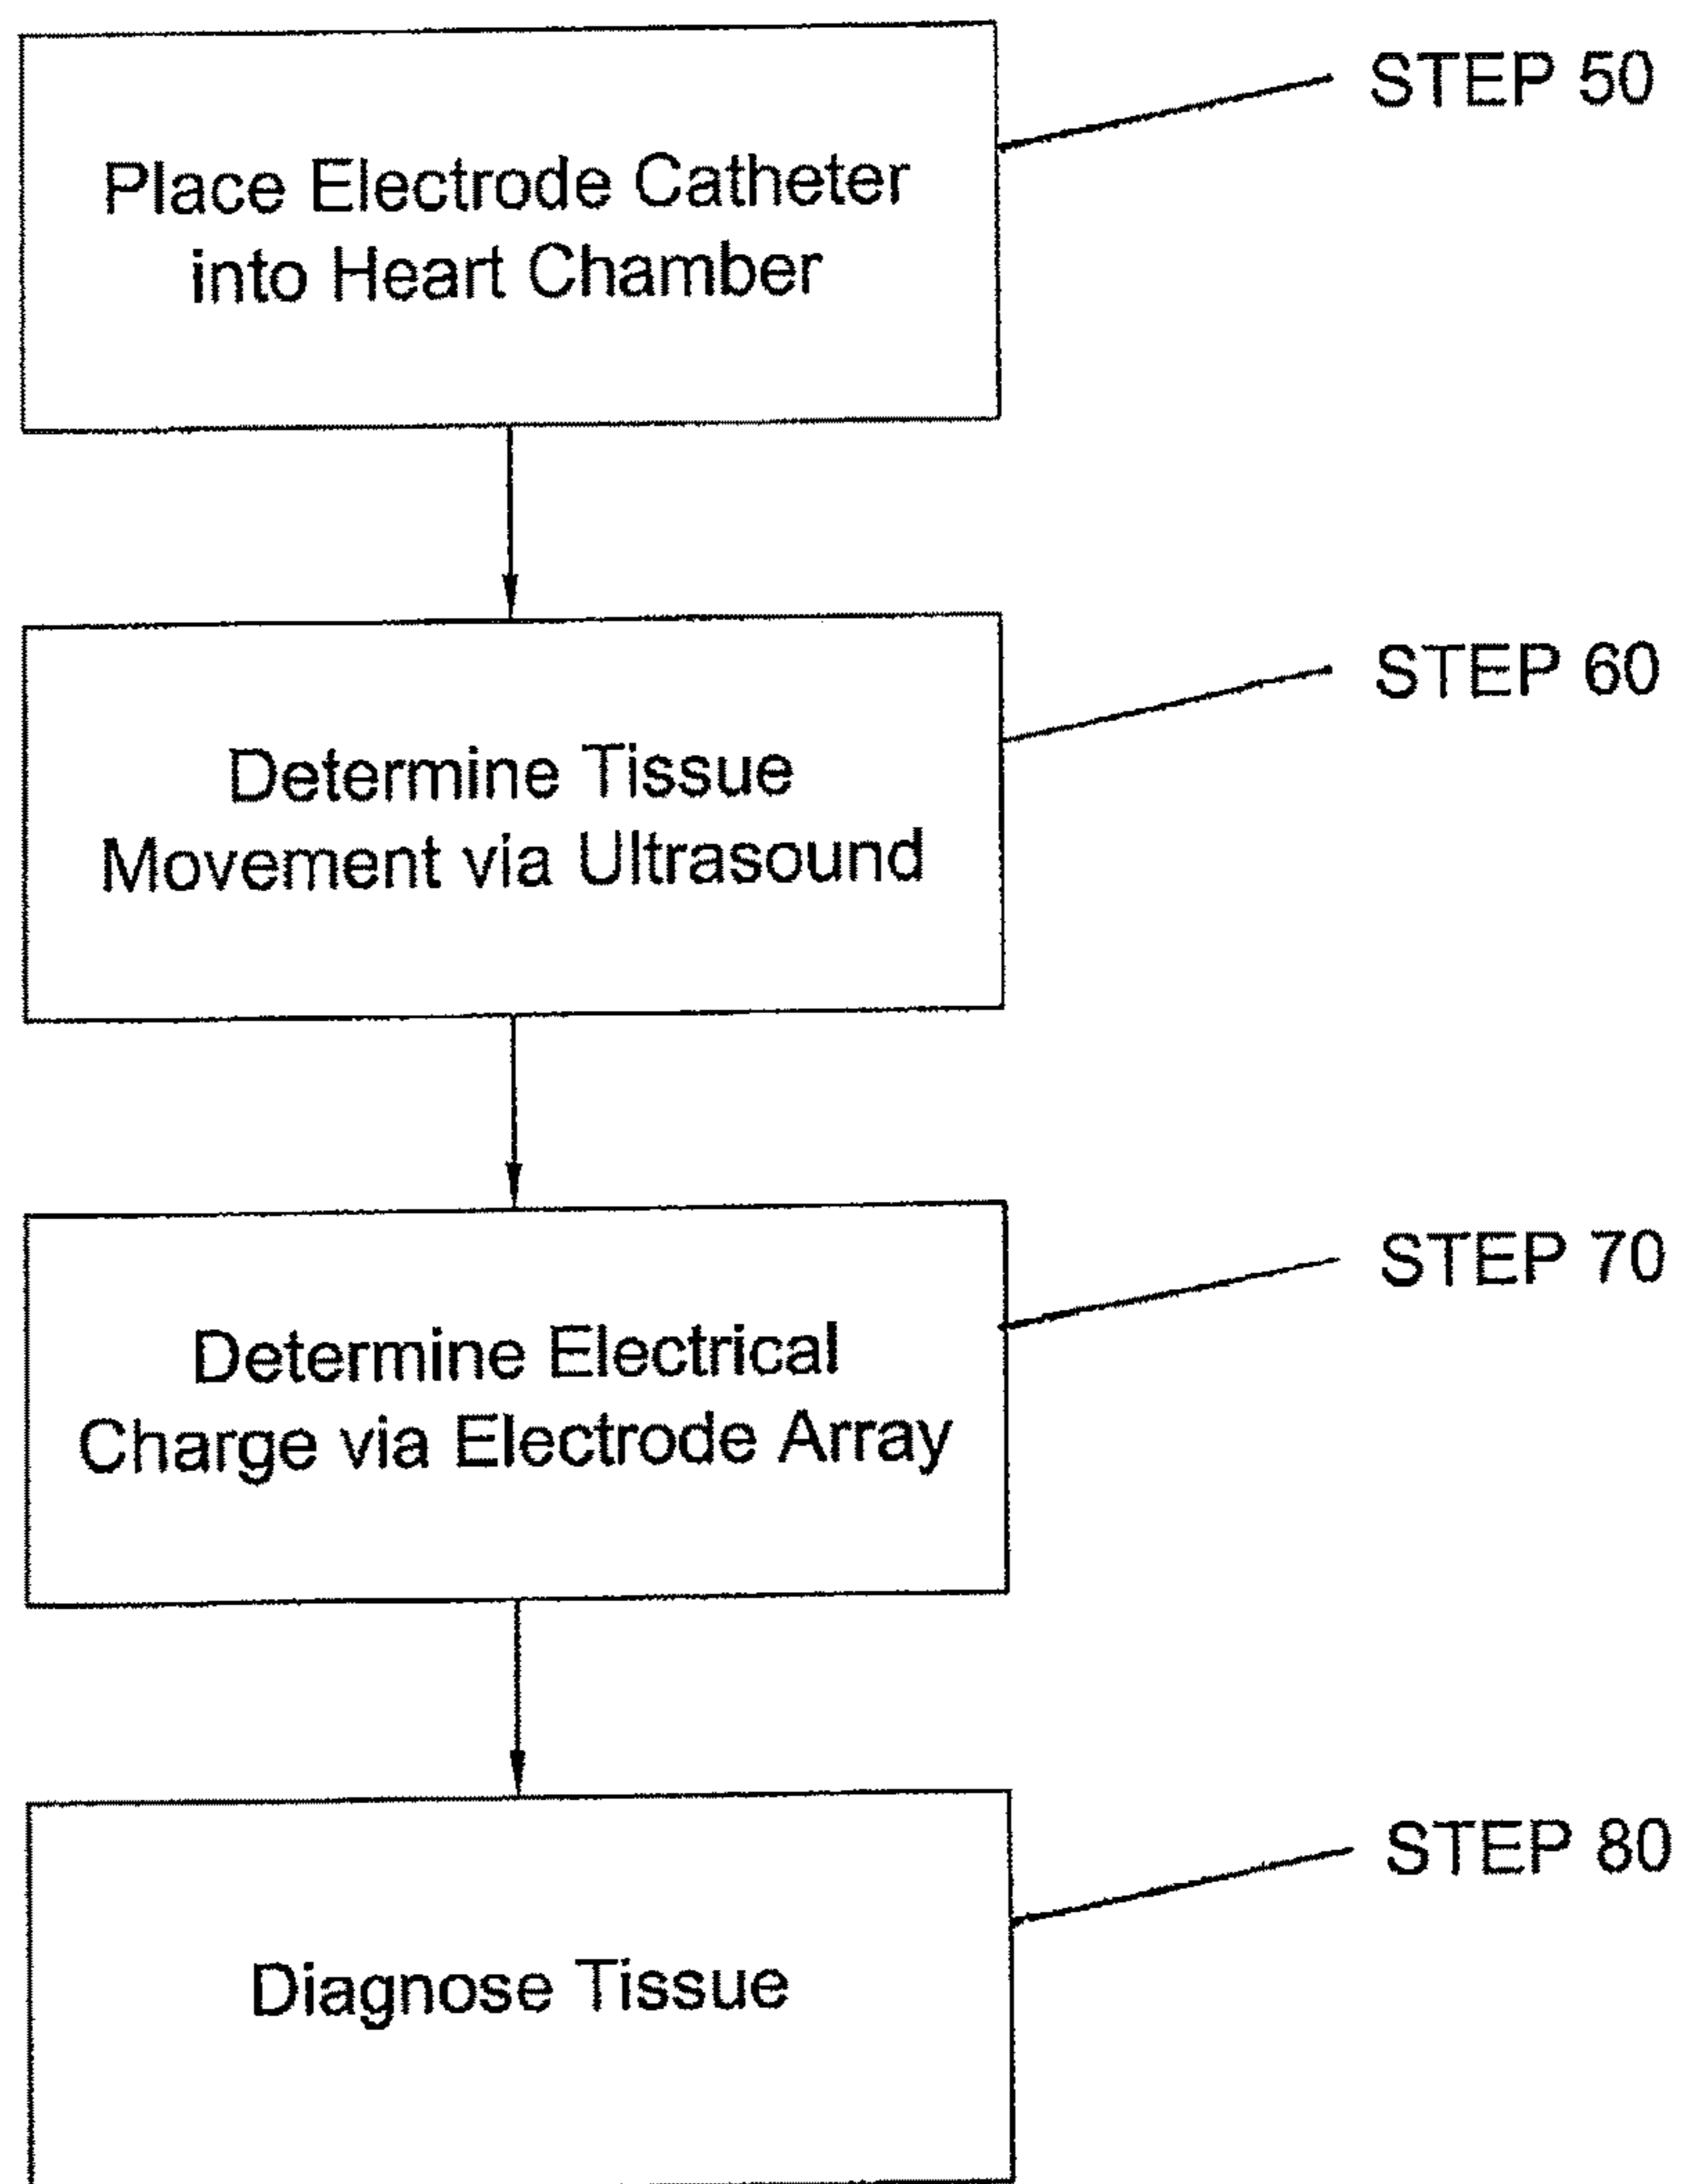 STEP 50
Place Electrode Catheter
into Heart Chamber
STEP 60
Determine Tissue
Movement via Ultrasound
STEP 70
Determine Electrical
Charge via Electrode Array
STEP 80
Diagnose Tissue